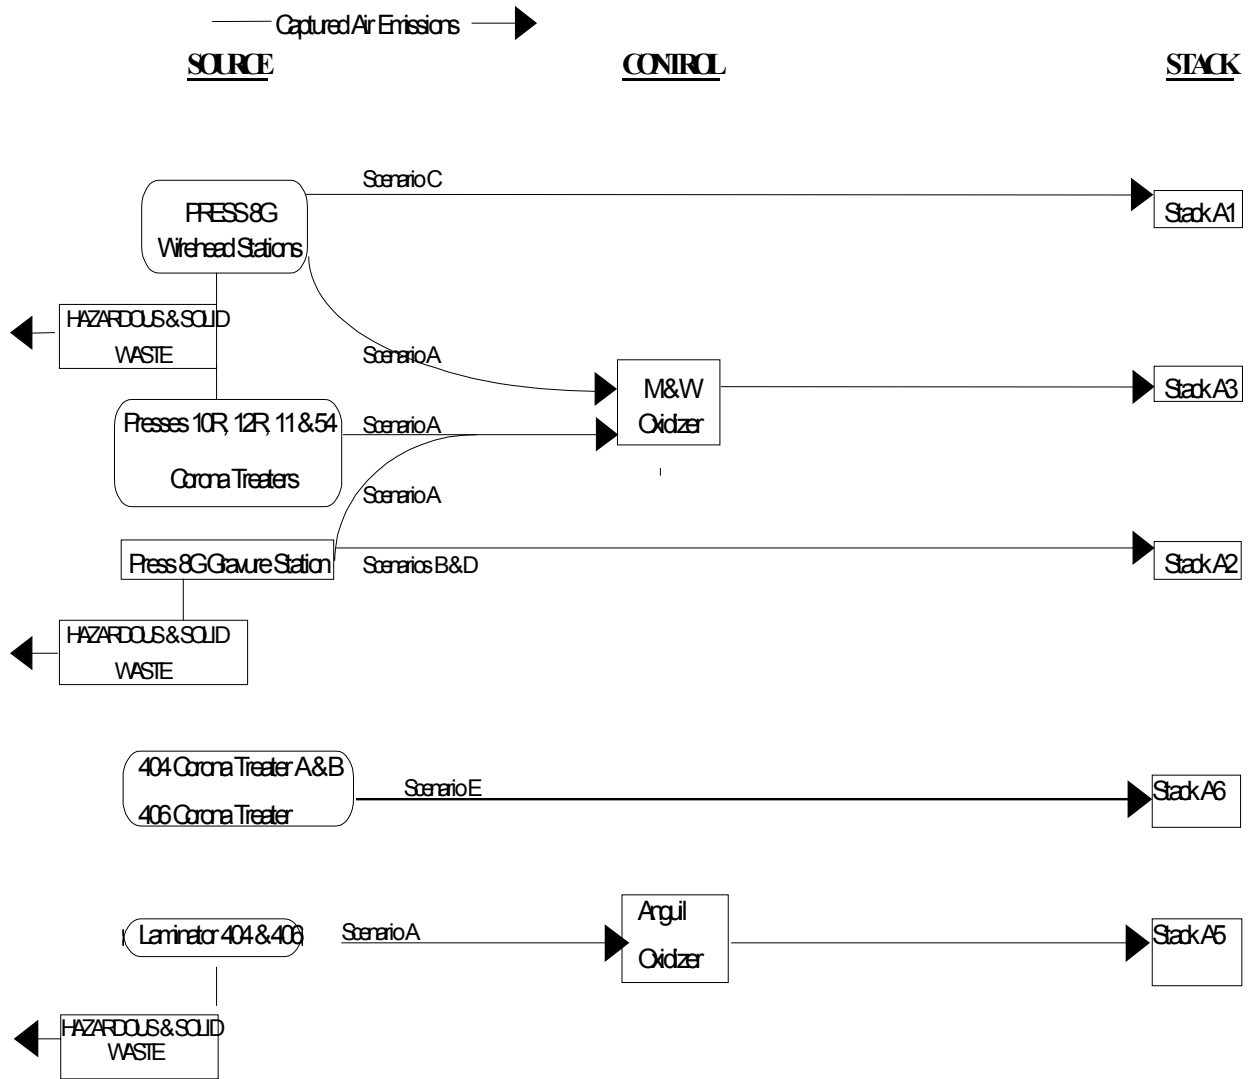 Captured Air Emissions
SOURCE
CONTROL
STACK
Scenario C
PRESS 8G
Wirehead Stations
Stack A1
HAZARDOUS & SOLID
WASTE
Scenario A
M&W
Oxidizer
Stack A3
Presses 10R, 12R, 11 & 54
Corona Treaters
Scenario A
Scenario A
Press 8G Gravure Station
Scenarios B & D
Stack A2
HAZARDOUS & SOLID
WASTE
404 Corona Treater A & B
406 Corona Treater
Scenario E
Stack A6
Laminator 404 & 406
Scenario A
Anguil
Oxidizer
Stack A5
HAZARDOUS & SOLID
WASTE